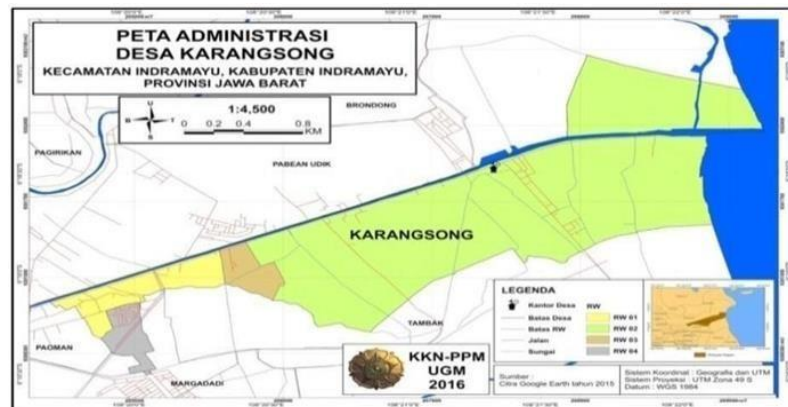 PETA ADMINISTRASI
DESA KARANGSONG
KECAMATAN INDRAMAYU, KABUPATEN INDRAMAYU,
PROVINSI JAWA BARAT
U
B T
S
1:4,500
0 0.2 0.4 0.8
KM
BRONDONG
PAGIRIKAN
PABEAN UDIK
KARANGSONG
TAMBAK
PAOMAN
MARGADADI
KKN-PPM
UGM
2016
LEGENDA
Kantor Desa
Batas Desa
Batas RW
Jalan
Sungai
RW
RW 01
RW 02
RW 03
RW 04
Sumber :
Citra Google Earth tahun 2015
Sistem Koordinat : Geografis dan UTM
Sistem Proyeksi : UTM Zona 49 S
Datum : WGS 1984